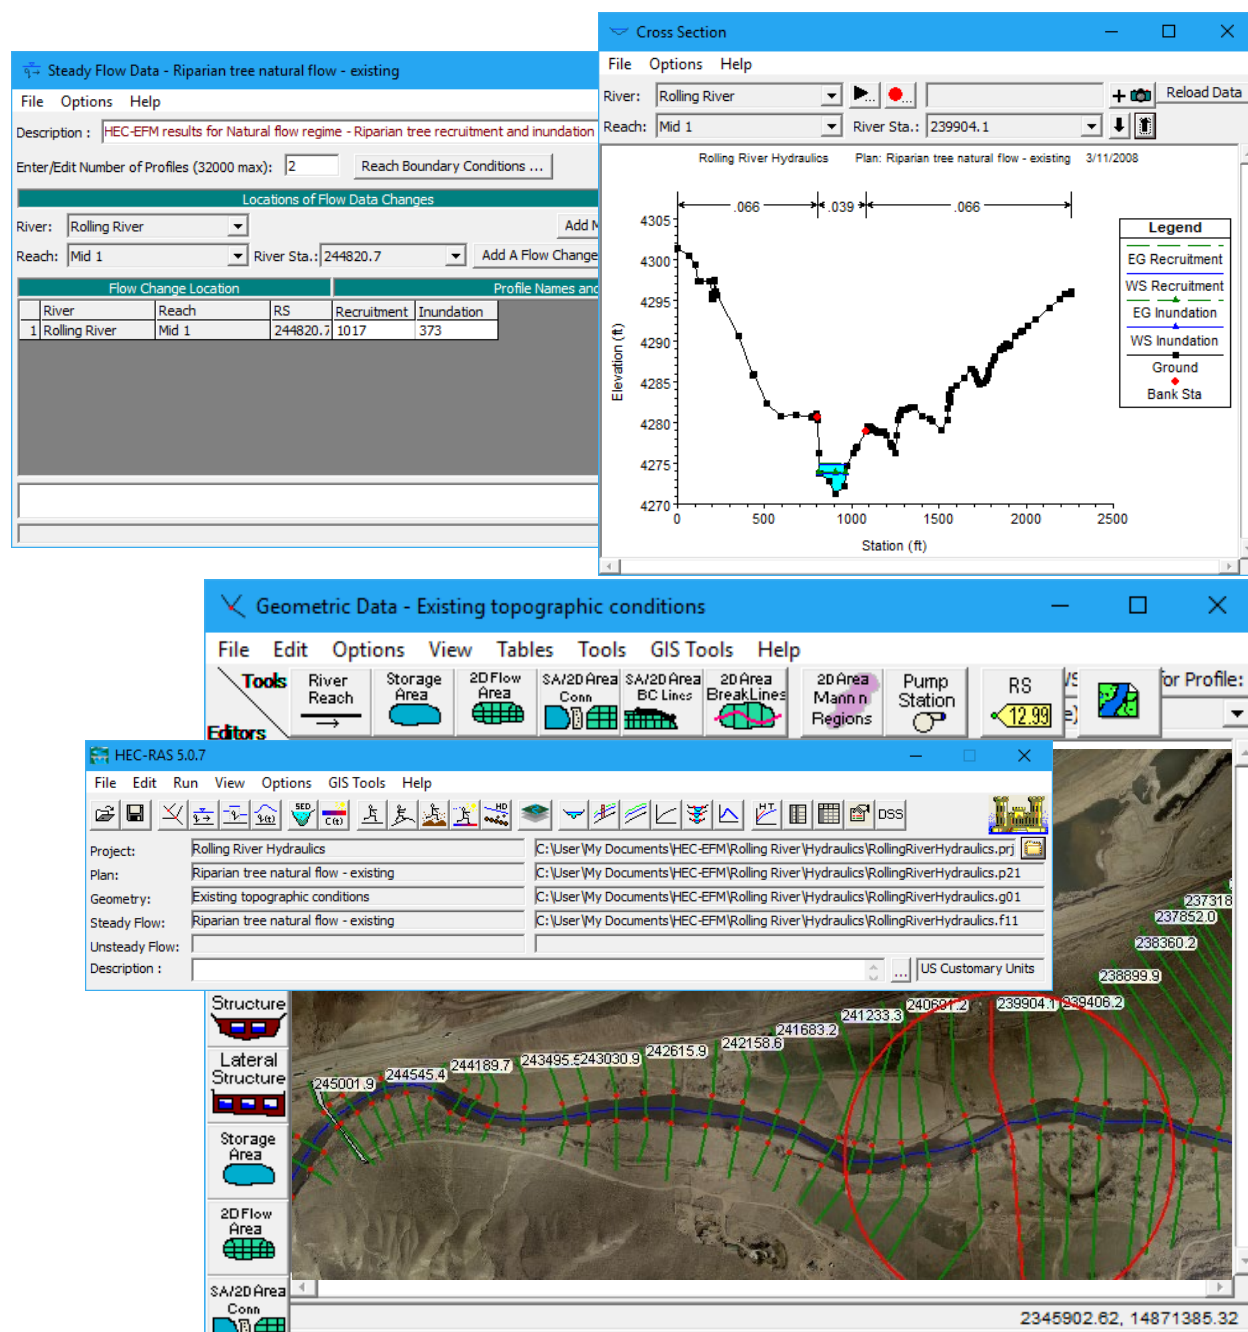 Steady Flow Data - Riparian tree natural flow - existing
File Options Help
Description : HEC-EFM results for Natural flow regime - Riparian tree recruitment and inundation
Enter/Edit Number of Profiles (32000 max): 2 Reach Boundary Conditions ...
Locations of Flow Data Changes
River: Rolling River
Reach: Mid 1 River Sta.: 244820.7 Add A Flow Change
Flow Change Location
River Reach RS Recruitment Inundation
1 Rolling River Mid 1 244820.7 1017 373
Cross Section
File Options Help
River: Rolling River Reload Data
Reach: Mid 1 River Sta.: 239904.1
Rolling River Hydraulics Plan: Riparian tree natural flow - existing 3/11/2008
.066 .039 .066
4305
4300
4295
4290
4285
4280
4275
4270
Elevation (ft)
0 500 1000 1500 2000 2500
Station (ft)
Legend
EG Recruitment
WS Recruitment
EG Inundation
WS Inundation
Ground
Bank Sta
Geometric Data - Existing topographic conditions
File Edit Options View Tables Tools GIS Tools Help
Tools
Editors
River
Reach
Storage
Area
2D Flow
Area
SA/2D Area
Conn
SA/2D Area
BC Lines
2D Area
BreakLines
2D Area
Mann n
Regions
Pump
Station
RS
12.99
for Profile:
HEC-RAS 5.0.7
File Edit Run View Options GIS Tools Help
SED
C(t)
HD
H.T.
DSS
Project: Rolling River Hydraulics C:\User\My Documents\HEC-EFM\Rolling River\Hydraulics\RollingRiverHydraulics.prj
Plan: Riparian tree natural flow - existing C:\User\My Documents\HEC-EFM\Rolling River\Hydraulics\RollingRiverHydraulics.p21
Geometry: Existing topographic conditions C:\User\My Documents\HEC-EFM\Rolling River\Hydraulics\RollingRiverHydraulics.g01
Steady Flow: Riparian tree natural flow - existing C:\User\My Documents\HEC-EFM\Rolling River\Hydraulics\RollingRiverHydraulics.f11
Unsteady Flow:
Description : ... US Customary Units
Structure
Lateral
Structure
Storage
Area
2D Flow
Area
SA/2D Area
Conn
237318
237852.0
238360.2
238899.9
239406.2
239904.1
241233.3
241683.2
242158.6
242615.9
243030.9
244189.7
244545.4
245001.9
2345902.62, 14871385.32